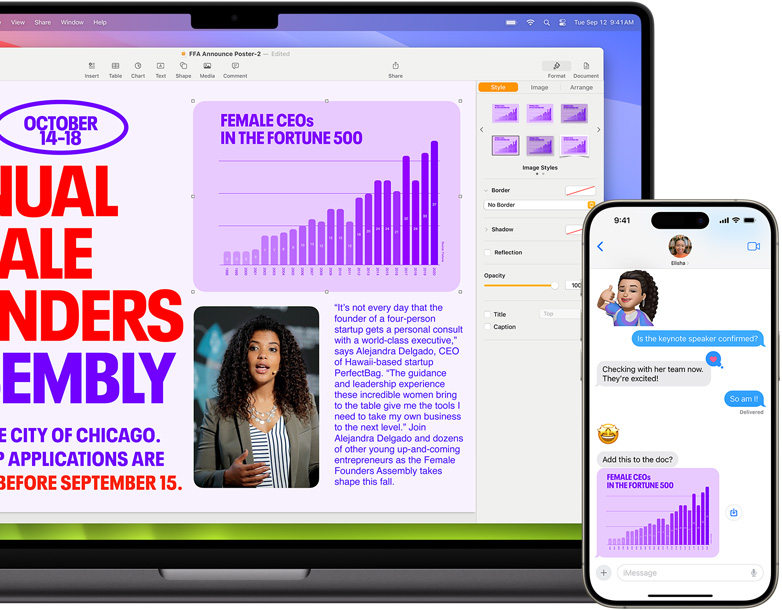 View Share Window Help
Tue Sep 12 9:41AM
FFA Announce Poster-2 — Edited
Insert Table Chart Text Shape Media Comment
Share
Format Document
OCTOBER
14-18
NUAL
ALE
NDERS
EMBLY
E CITY OF CHICAGO.
P APPLICATIONS ARE
BEFORE SEPTEMBER 15.
FEMALE CEOs
IN THE FORTUNE 500
“It’s not every day that the
founder of a four-person
startup gets a personal consult
with a world-class executive,”
says Alejandra Delgado, CEO
of Hawaii-based startup
PerfectBag. “The guidance
and leadership experience
these incredible women bring
to the table give me the tools I
need to take my own business
to the next level.” Join
Alejandra Delgado and dozens
of other young up-and-coming
entrepreneurs as the Female
Founders Assembly takes
shape this fall.
Style Image Arrange
Image Styles
Border
No Border
Shadow
Reflection
Opacity
100
Title
Top
Caption
9:41
Elisha
Is the keynote speaker confirmed?
Checking with her team now.
They’re excited!
So am I!
Delivered
Add this to the doc?
FEMALE CEOs
IN THE FORTUNE 500
iMessage